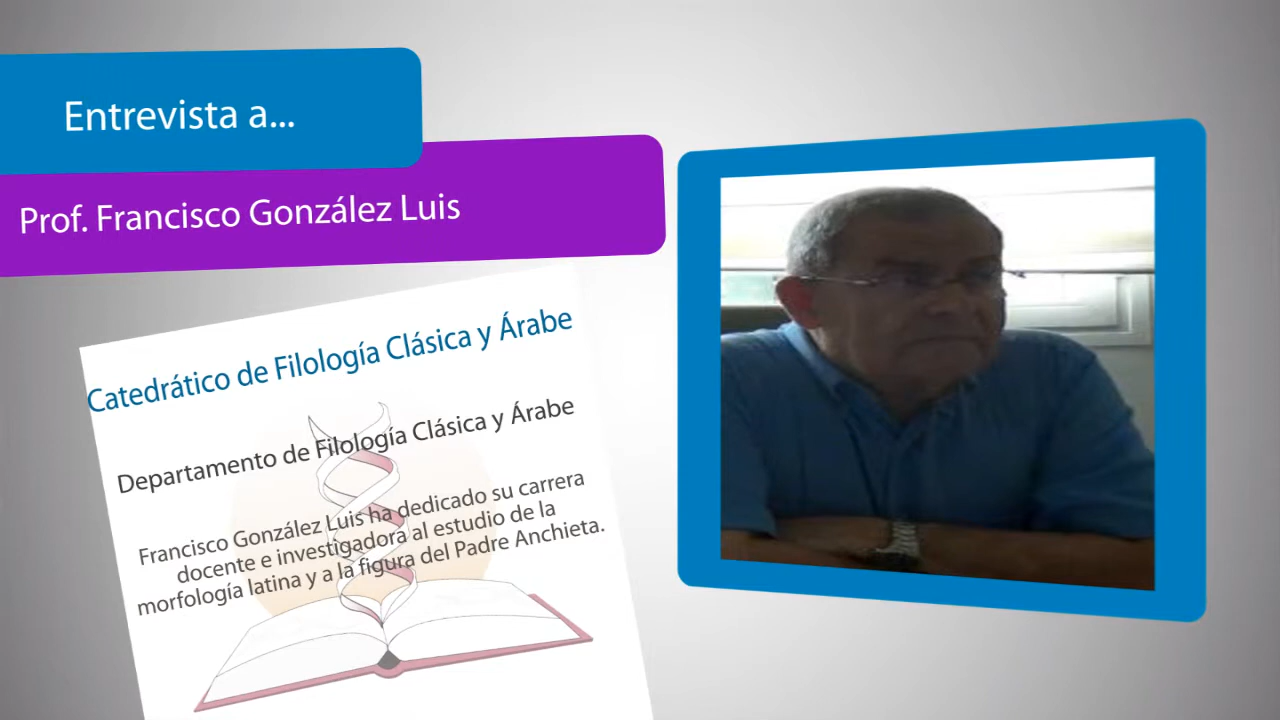 Entrevista a...
Prof. Francisco González Luis
Catedrático de Filología Clásica y Árabe
Departamento de Filología Clásica y Árabe
Francisco González Luis ha dedicado su carrera
docente e investigadora al estudio de la
morfología latina y a la figura del Padre Anchieta.